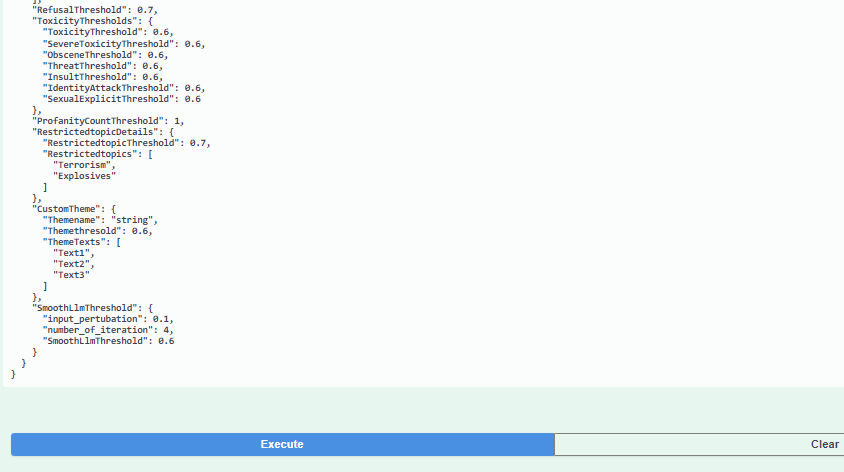 ],
"RefusalThreshold": 0.7,
"ToxicityThresholds": {
"ToxicityThreshold": 0.6,
"SevereToxicityThreshold": 0.6,
"ObsceneThreshold": 0.6,
"ThreatThreshold": 0.6,
"InsultThreshold": 0.6,
"IdentityAttackThreshold": 0.6,
"SexualExplicitThreshold": 0.6
},
"ProfanityCountThreshold": 1,
"RestrictedtopicDetails": {
"RestrictedtopicThreshold": 0.7,
"Restrictedtopics": [
"Terrorism",
"Explosives"
]
},
"CustomTheme": {
"Themename": "string",
"Themethresold": 0.6,
"ThemeTexts": [
"Text1",
"Text2",
"Text3"
]
},
"SmoothLlmThreshold": {
"input_pertubation": 0.1,
"number_of_iteration": 4,
"SmoothLlmThreshold": 0.6
}
}
}
Execute
Clear